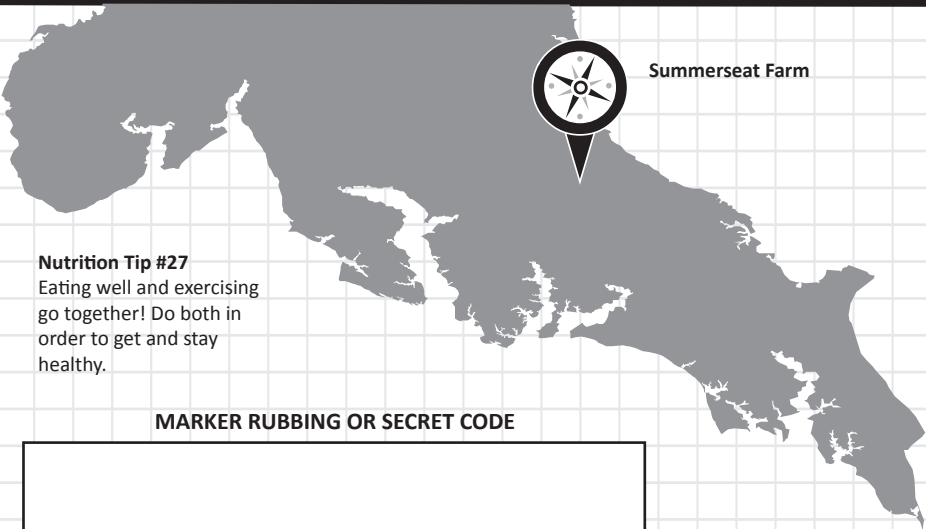 Summerseat Farm
Nutrition Tip #27
Eating well and exercising
go together! Do both in
order to get and stay
healthy.
MARKER RUBBING OR SECRET CODE